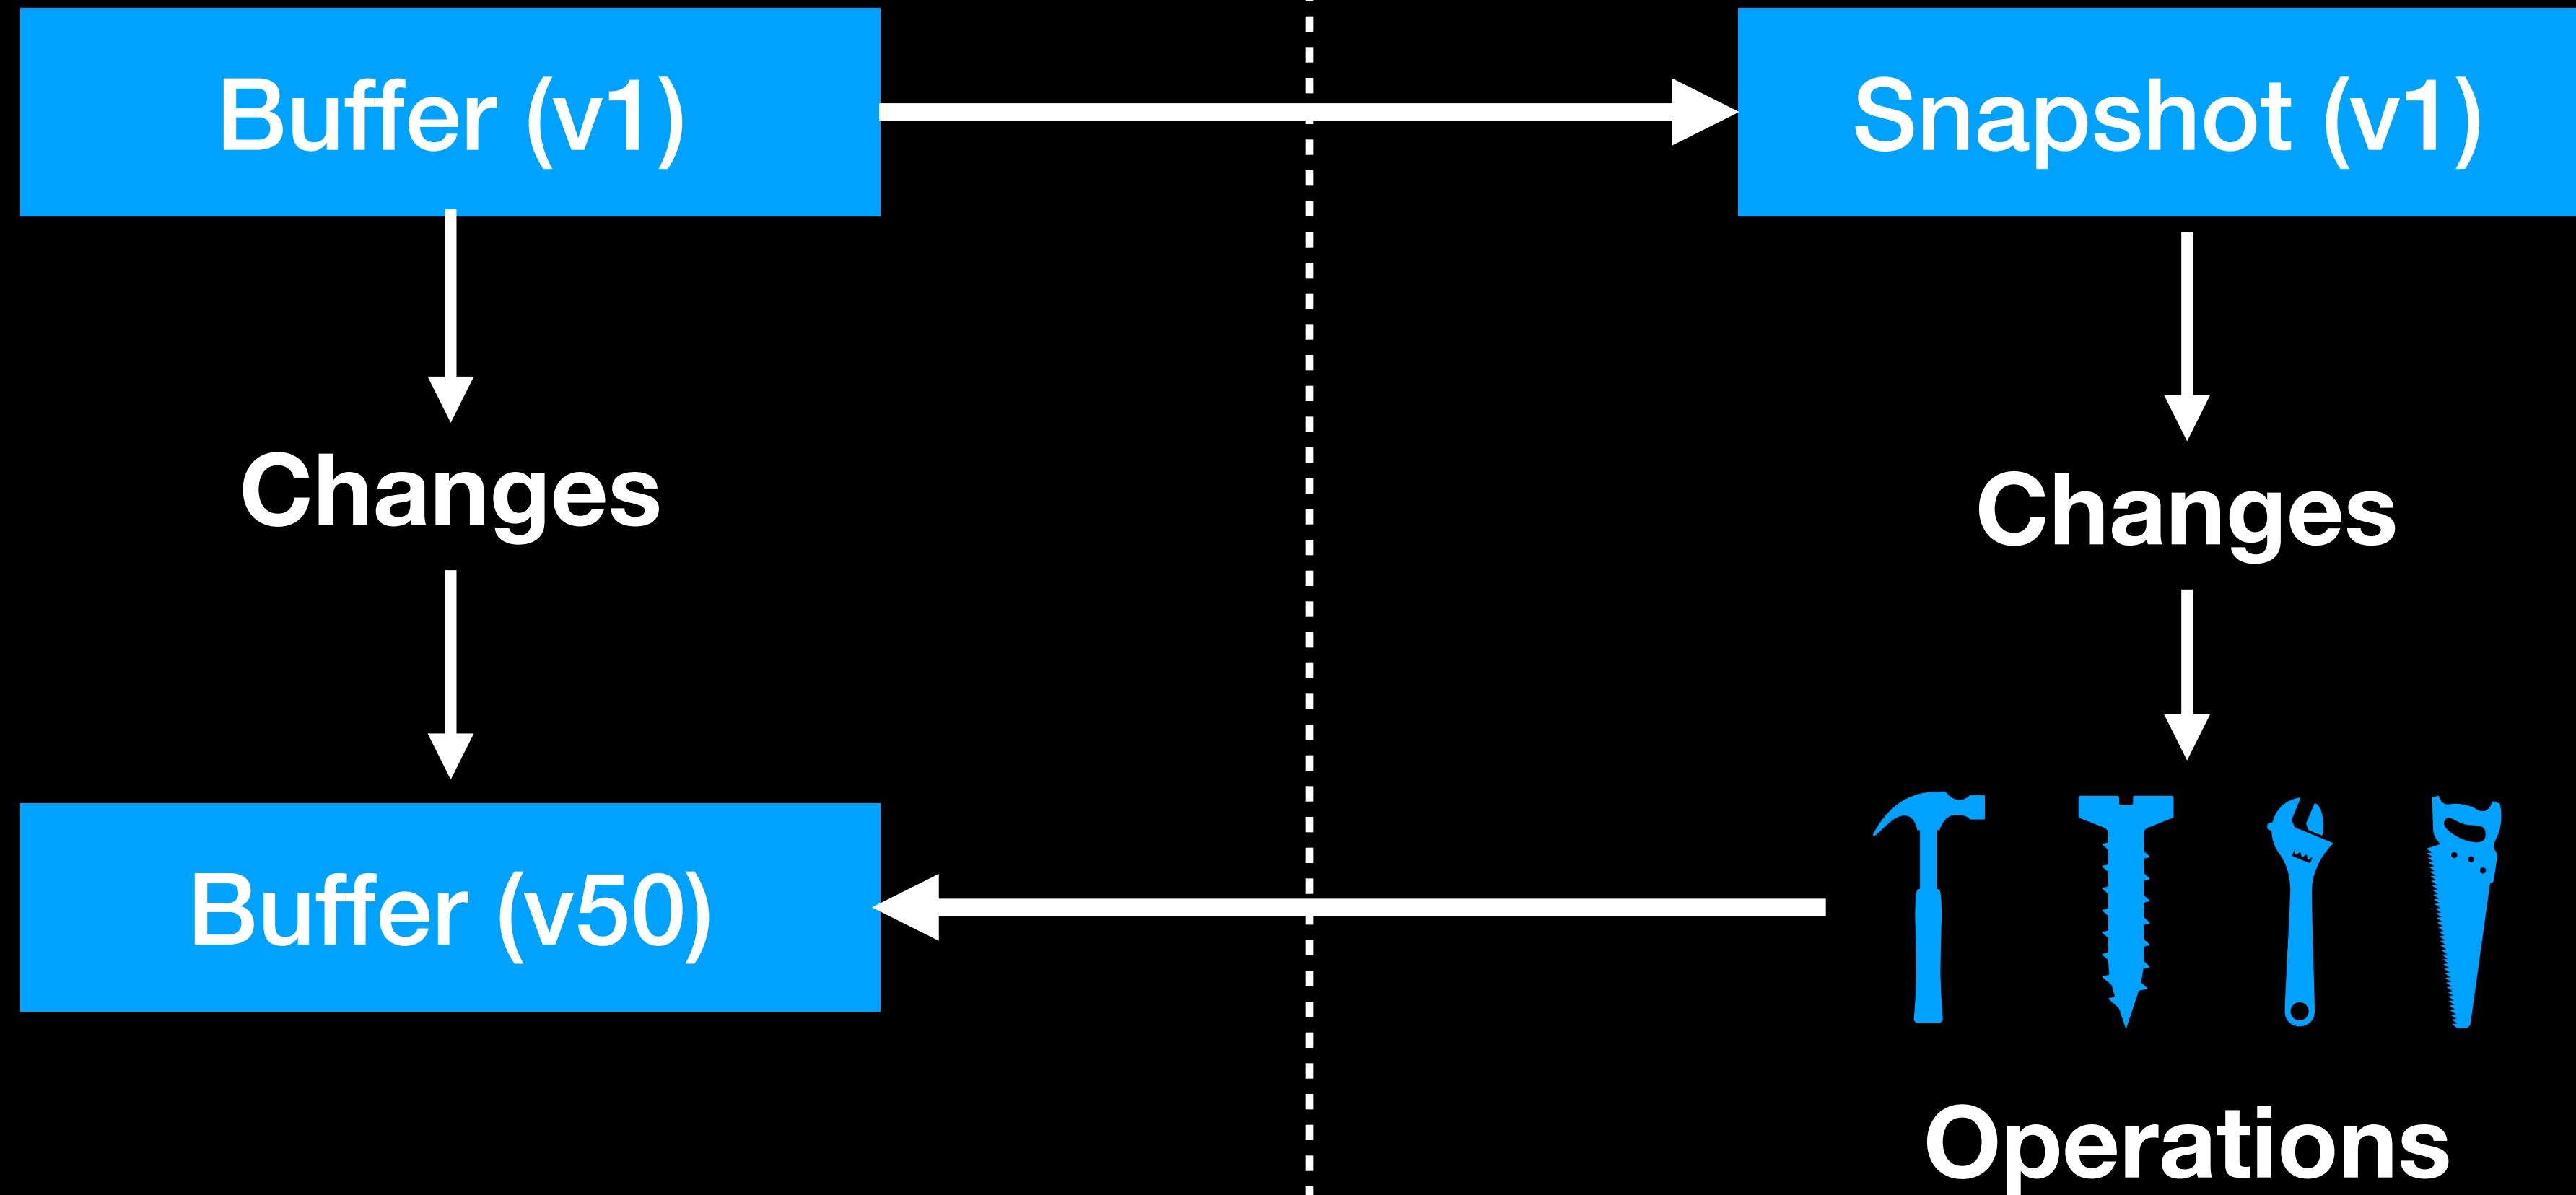 Buffer (v1)
Snapshot (v1)
Changes
Changes
Buffer (v50)
Operations